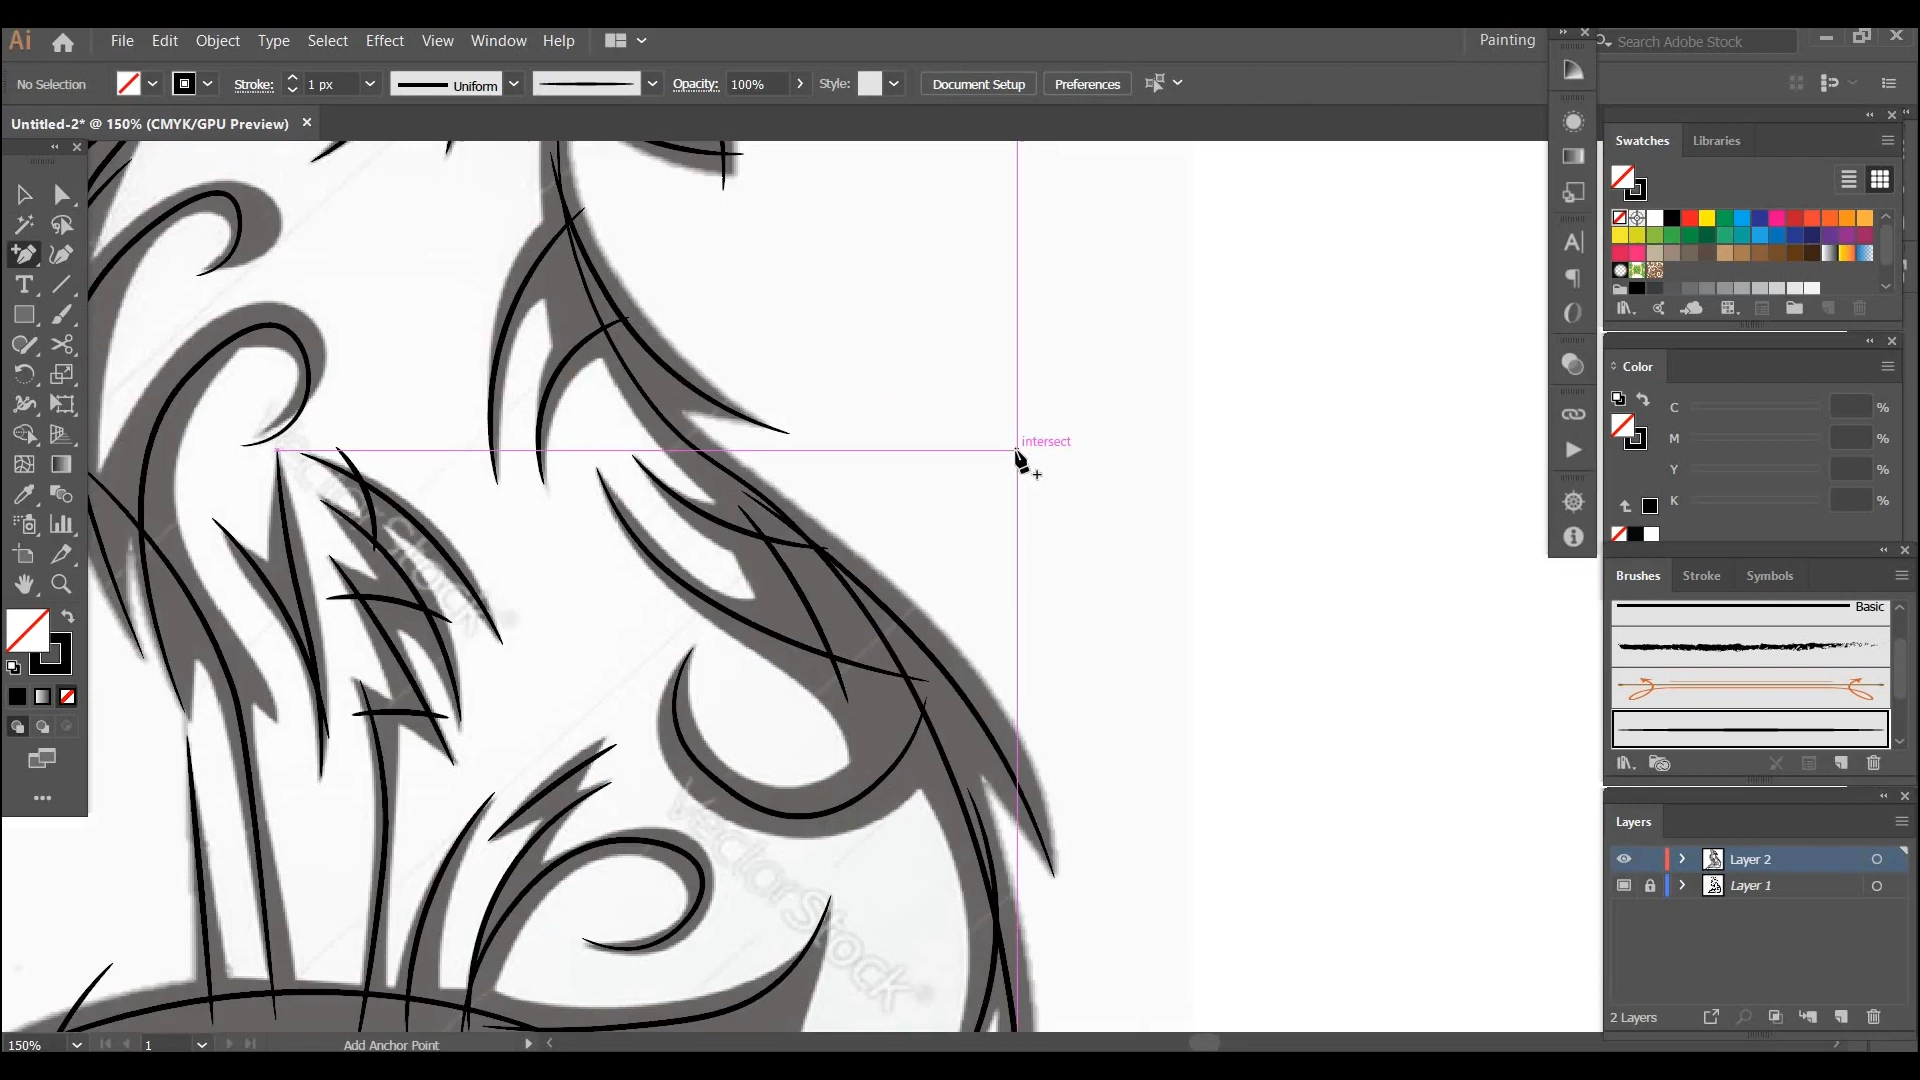 Ai
File Edit Object Type Select Effect View Window Help
Painting
Search Adobe Stock
No Selection
Stroke:
1 px
Uniform
Opacity:
100%
Style:
Document Setup
Preferences
Untitled-2* @ 150% (CMYK/GPU Preview)
Swatches
Libraries
intersect
Color
C %
M %
Y %
K %
Brushes
Stroke
Symbols
Basic
Layers
Layer 2
Layer 1
2 Layers
VectorStock
VectorStock
150%
1
Add Anchor Point